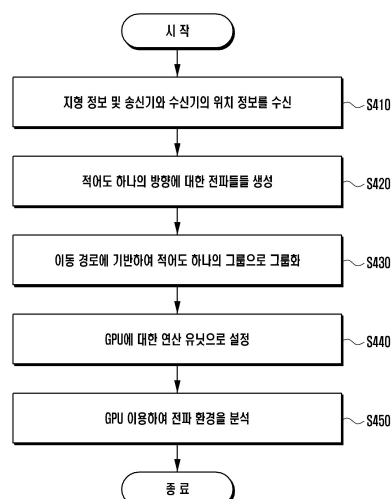 시 작
지형 정보 및 송신기와 수신기의 위치 정보를 수신
S410
적어도 하나의 방향에 대한 전파들들 생성
S420
이동 경로에 기반하여 적어도 하나의 그룹으로 그룹화
S430
GPU에 대한 연산 유닛으로 설정
S440
GPU 이용하여 전파 환경을 분석
S450
종 료